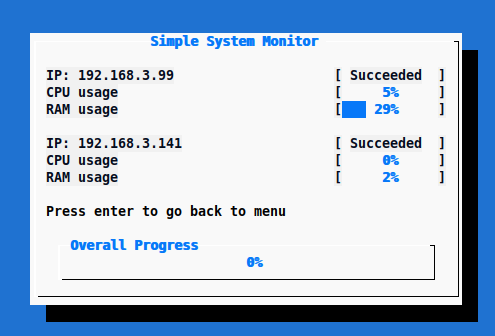 Simple System Monitor
IP: 192.168.3.99 [ Succeeded ]
CPU usage [ 5% ]
RAM usage [ 29% ]
IP: 192.168.3.141 [ Succeeded ]
CPU usage [ 0% ]
RAM usage [ 2% ]
Press enter to go back to menu
Overall Progress
0%